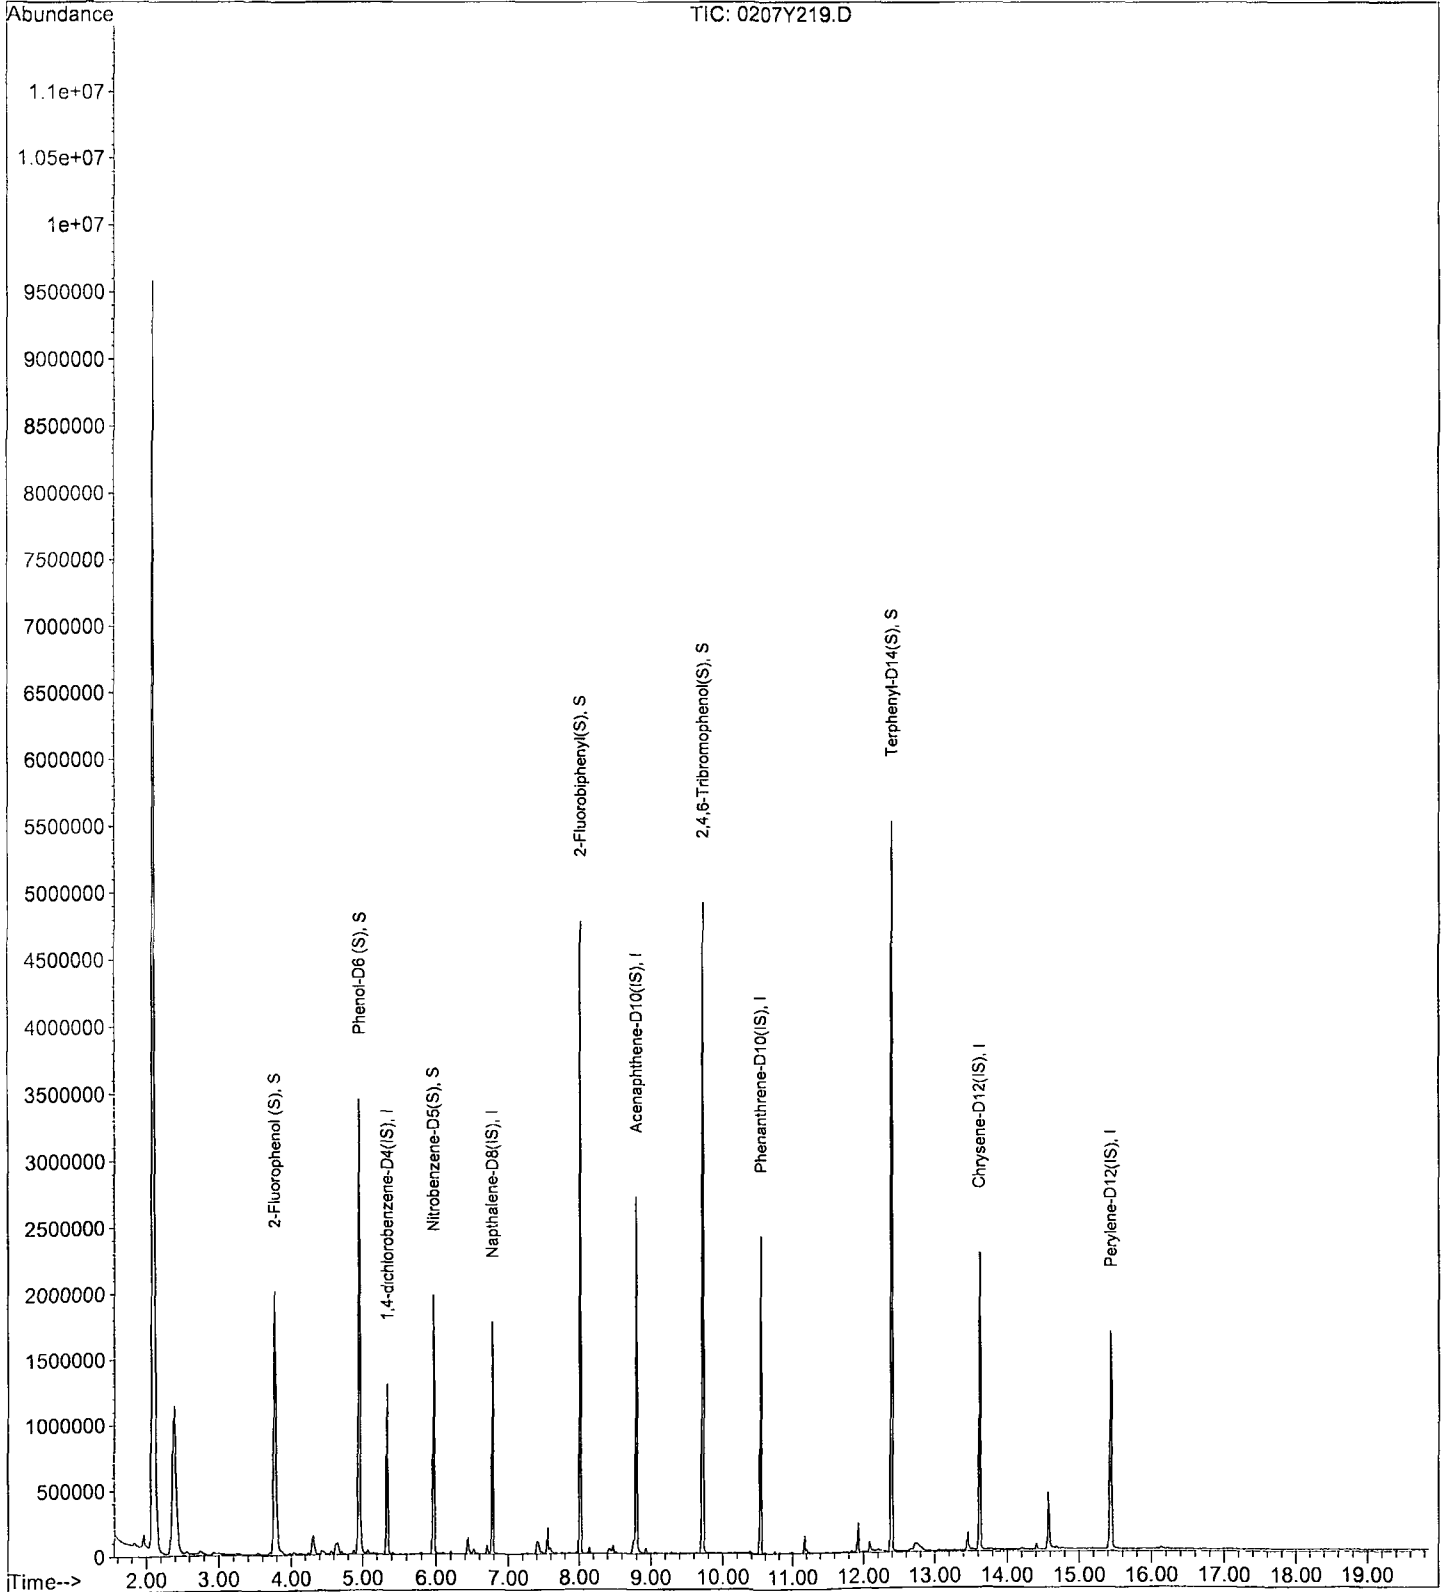 Abundance
TIC: 0207Y219.D
1.1e+07
1.05e+07
1e+07
9500000
9000000
8500000
8000000
7500000
7000000
6500000
6000000
5500000
5000000
4500000
4000000
3500000
3000000
2500000
2000000
1500000
1000000
500000
0
2-Fluorophenol (S), S
Phenol-D6 (S), S
1,4-dichlorobenzene-D4(IS), I
Nitrobenzene-D5(S), S
Napthalene-D8(IS), I
2-Fluorobiphenyl(S), S
Acenaphthene-D10(IS), I
2,4,6-Tribromophenol(S), S
Phenanthrene-D10(IS), I
Terphenyl-D14(S), S
Chrysene-D12(IS), I
Perylene-D12(IS), I
Time-->
2.00 3.00 4.00 5.00 6.00 7.00 8.00 9.00 10.00 11.00 12.00 13.00 14.00 15.00 16.00 17.00 18.00 19.00